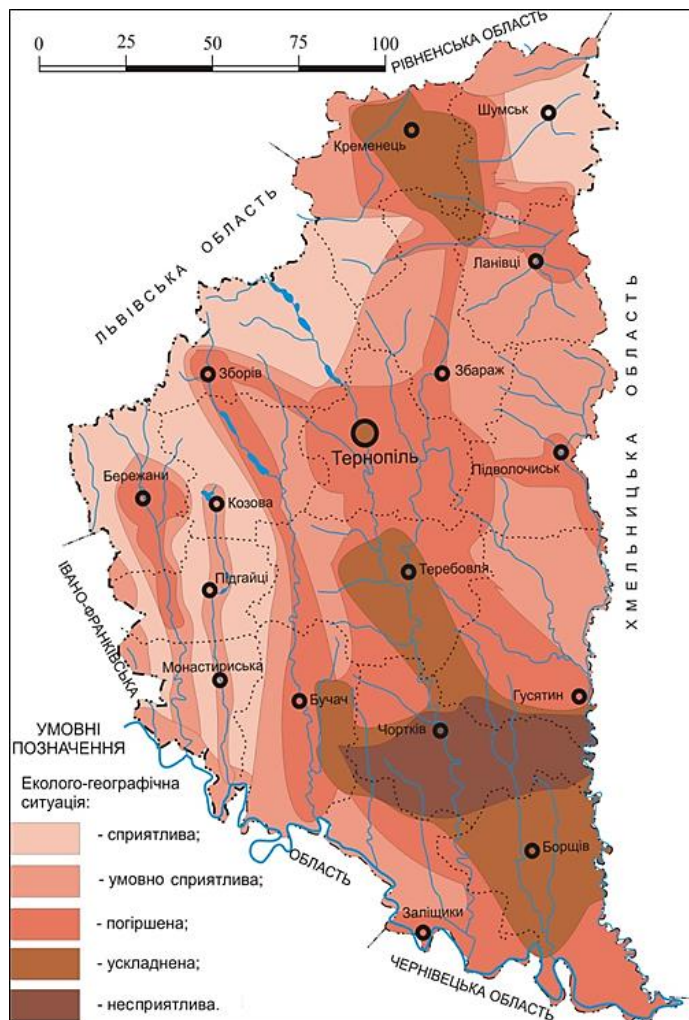 0 25 50 75 100
РІВНЕНСЬКА ОБЛАСТЬ
Шумськ
Кременець
ЛЬВІВСЬКА ОБЛАСТЬ
Ланівці
ХМЕЛЬНИЦЬКА ОБЛАСТЬ
Зборів
Збараж
Тернопіль
Підволочиськ
Бережани
Козова
Теребовля
Підгайці
ІВАНО-ФРАНКІВСЬКА
Монастириська
Бучач
Гусятин
Чортків
УМОВНІ
ПОЗНАЧЕННЯ
Еколого-географічна
ситуація:
- сприятлива;
- умовно сприятлива;
- погіршена;
- ускладнена;
- несприятлива.
ОБЛАСТЬ
Борщів
Заліщики
ЧЕРНІВЕЦЬКА ОБЛАСТЬ